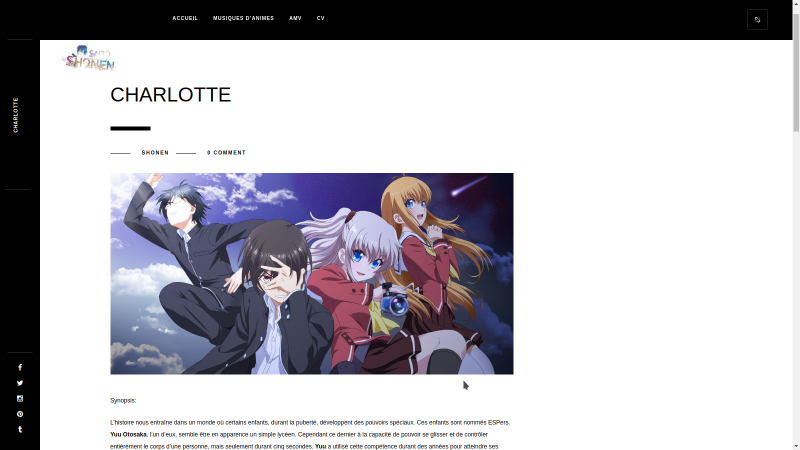 ACCUEIL MUSIQUES D'ANIMES AMV CV
SAITO
SHONEN
CHARLOTTE
CHARLOTTE
SHONEN 0 COMMENT
Synopsis:
L'histoire nous entraîne dans un monde où certains enfants, durant la puberté, développent des pouvoirs spéciaux. Ces enfants sont nommés ESPers.
Yuu Otosaka, l'un d'eux, semble être en apparence un simple lycéen. Cependant ce dernier à la capacité de pouvoir se glisser et de contrôler
entièrement le corps d'une personne, mais seulement durant cinq secondes. Yuu a utilisé cette compétence durant des années pour atteindre ses